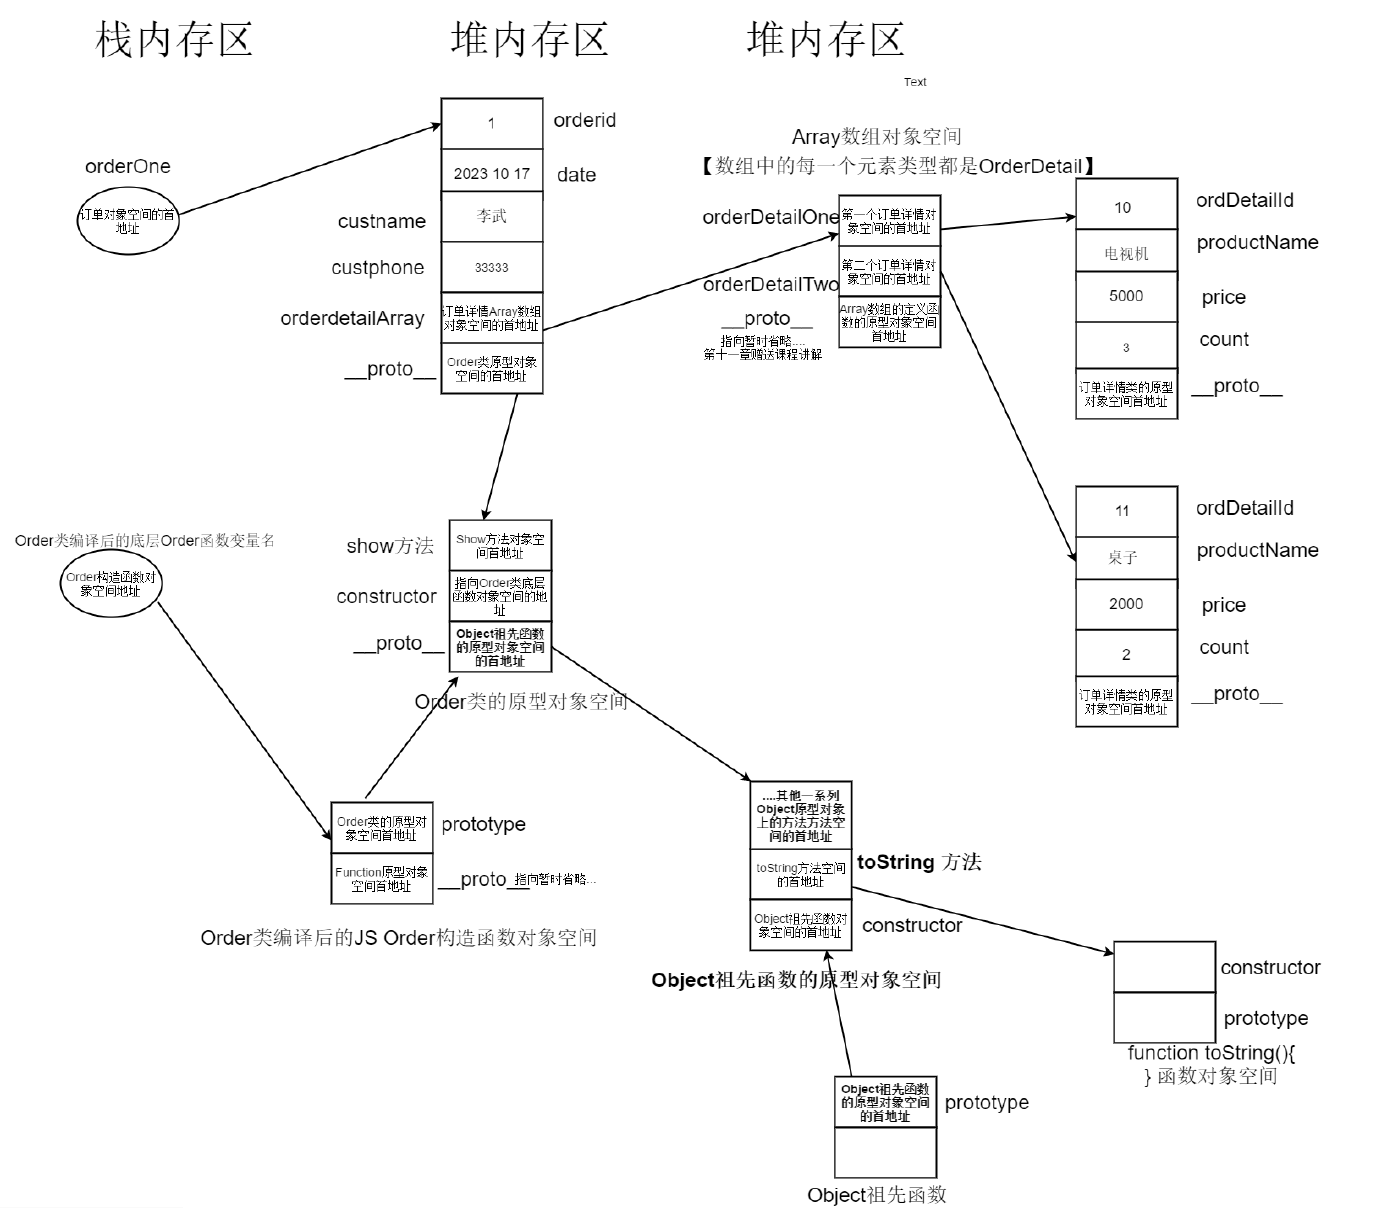 栈内存区
堆内存区
堆内存区
Text
Array数组对象空间
【数组中的每一个元素类型都是OrderDetail】
orderOne
订单对象空间的首
地址
1
orderid
2023 10 17
date
custname
李武
custphone
33333
orderdetailArray
订单详情Array数组
对象空间的首地址
__proto__
Order类原型对象
空间的首地址
orderDetailOne
第一个订单详情对
象空间的首地址
orderDetailTwo
第二个订单详情对
象空间的首地址
__proto__
指向暂时省略....
第十一章赠送课程讲解
Array数组的定义函
数的原型对象空间
首地址
10
ordDetailId
电视机
productName
5000
price
3
count
订单详情类的原型
对象空间首地址
__proto__
11
ordDetailId
桌子
productName
2000
price
2
count
订单详情类的原型
对象空间首地址
__proto__
Order类编译后的底层Order函数变量名
Order构造函数对
象空间地址
show方法
Show方法对象空
间首地址
constructor
指向Order类底层
函数对象空间的地
址
__proto__
Object祖先函数
的原型对象空间
的首地址
Order类的原型对象空间
Order类的原型对
象空间首地址
prototype
Function原型对象
空间首地址
__proto__
指向暂时省略...
Order类编译后的JS Order构造函数对象空间
....其他一系列
Object原型对象
上的方法方法空
间的首地址
toString方法空间
的首地址
toString 方法
Object祖先函数对
象空间的首地址
constructor
Object祖先函数的原型对象空间
constructor
prototype
function toString(){
} 函数对象空间
Object祖先函数
的原型对象空间
的首地址
prototype
Object祖先函数